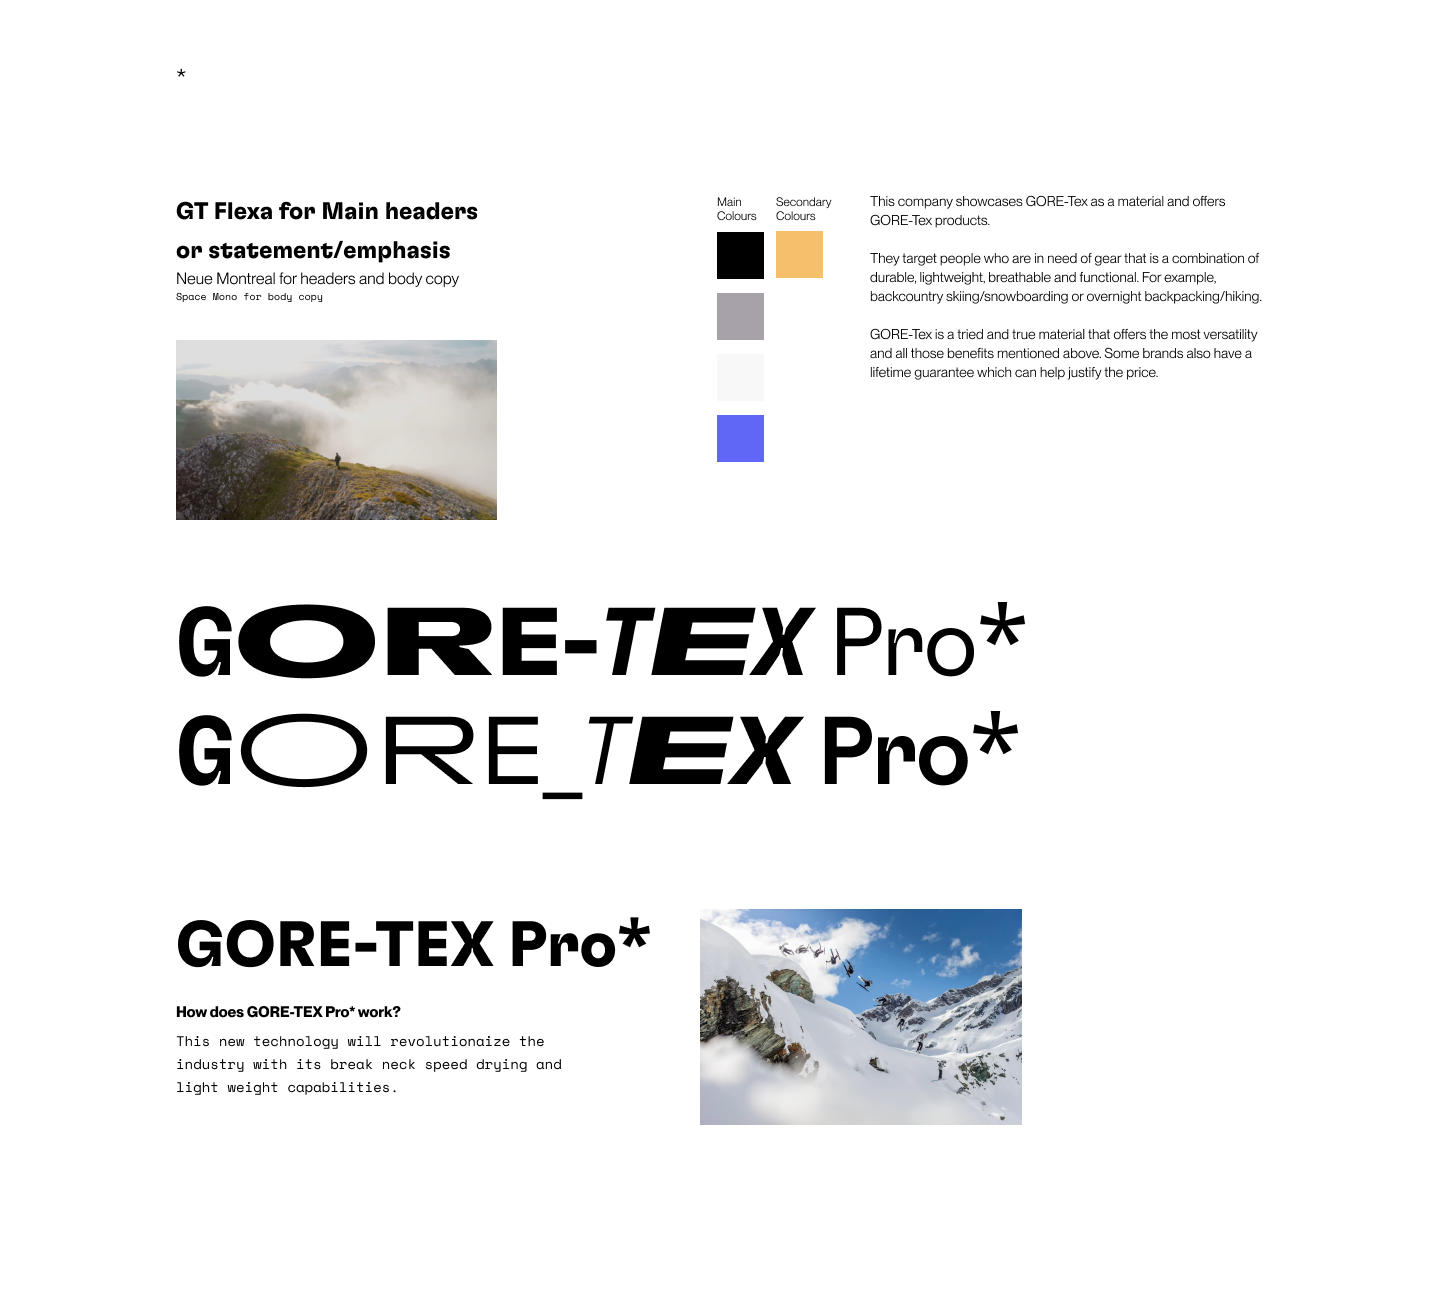 *
GT Flexa for Main headers
or statement/emphasis
Neue Montreal for headers and body copy
Space Mono for body copy
Main
Colours
Secondary
Colours
This company showcases GORE-Tex as a material and offers
GORE-Tex products.
They target people who are in need of gear that is a combination of
durable, lightweight, breathable and functional. For example,
backcountry skiing/snowboarding or overnight backpacking/hiking.
GORE-Tex is a tried and true material that offers the most versatility
and all those benefits mentioned above. Some brands also have a
lifetime guarantee which can help justify the price.
GORE-TEX Pro*
GORE_TEX Pro*
GORE-TEX Pro*
How does GORE-TEX Pro* work?
This new technology will revolutionaize the
industry with its break neck speed drying and
light weight capabilities.